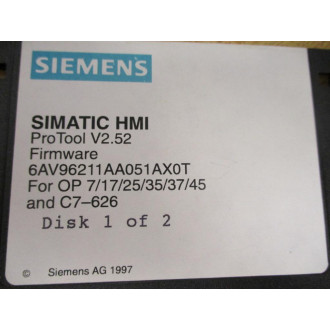 SIEMENS
SIMATIC HMI
ProTool V2.52
Firmware
6AV96211AA051AX0T
For OP 7/17/25/35/37/45
and C7-626
Disk 1 of 2
© Siemens AG 1997